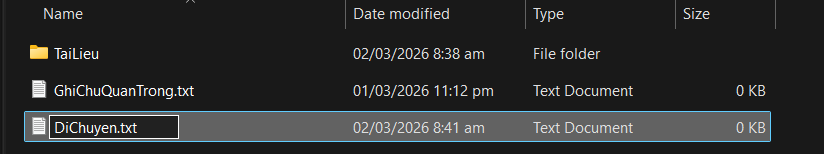 Name Date modified Type Size
TaiLieu 02/03/2026 8:38 am File folder
GhiChuQuanTrong.txt 01/03/2026 11:12 pm Text Document 0 KB
DiChuyen.txt 02/03/2026 8:41 am Text Document 0 KB